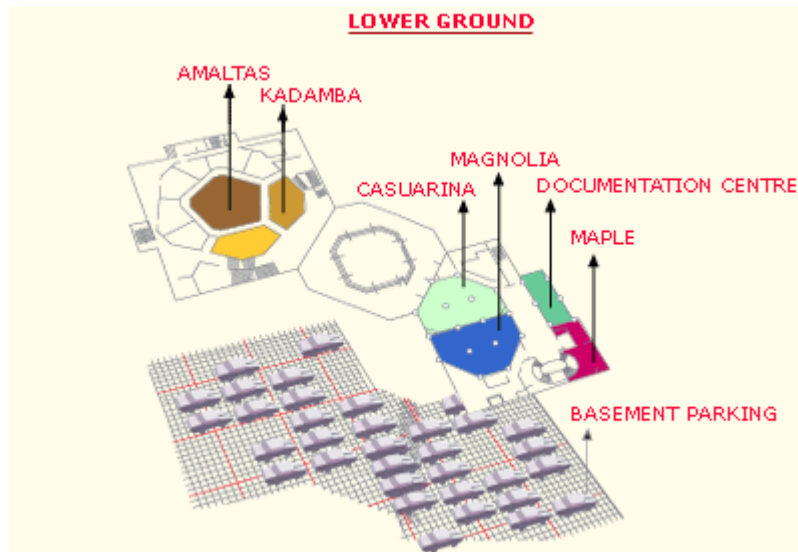 LOWER GROUND
AMALTAS
KADAMBA
MAGNOLIA
CASUARINA
DOCUMENTATION CENTRE
MAPLE
BASEMENT PARKING